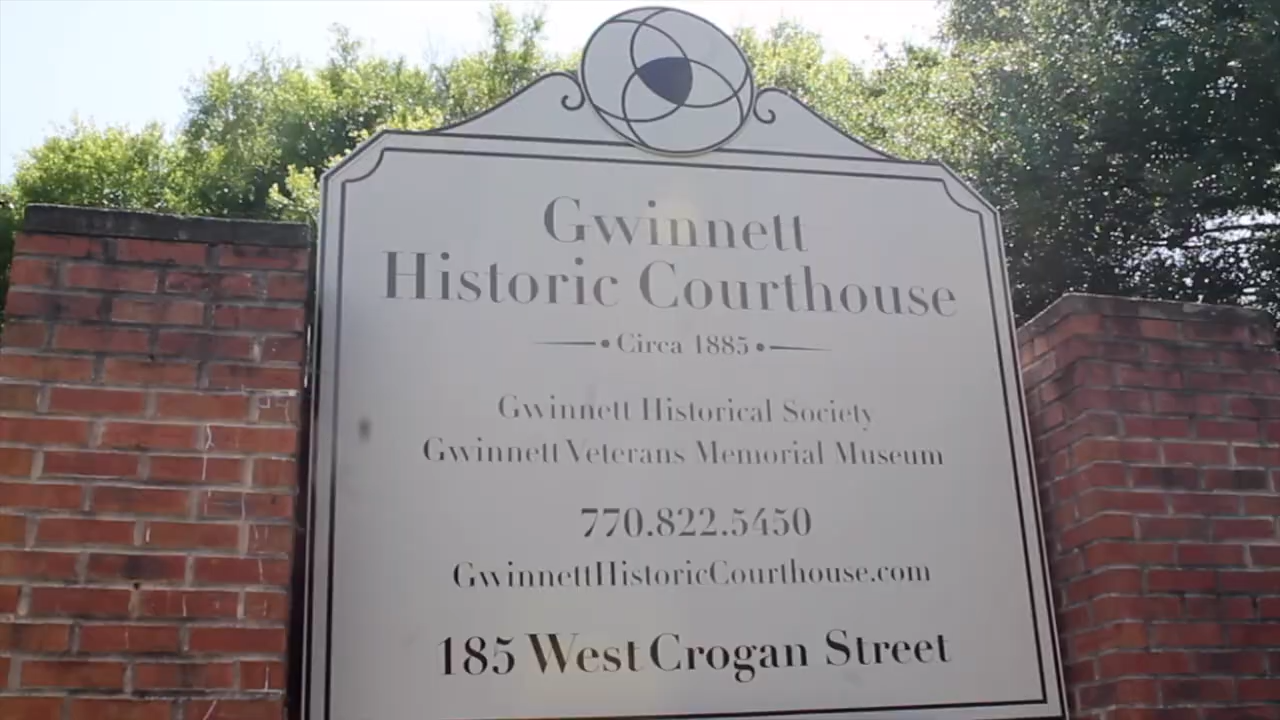 Gwinnett
Historic Courthouse
Circa 1885
Gwinnett Historical Society
Gwinnett Veterans Memorial Museum
770.822.5450
GwinnettHistoricCourthouse.com
185 West Crogan Street